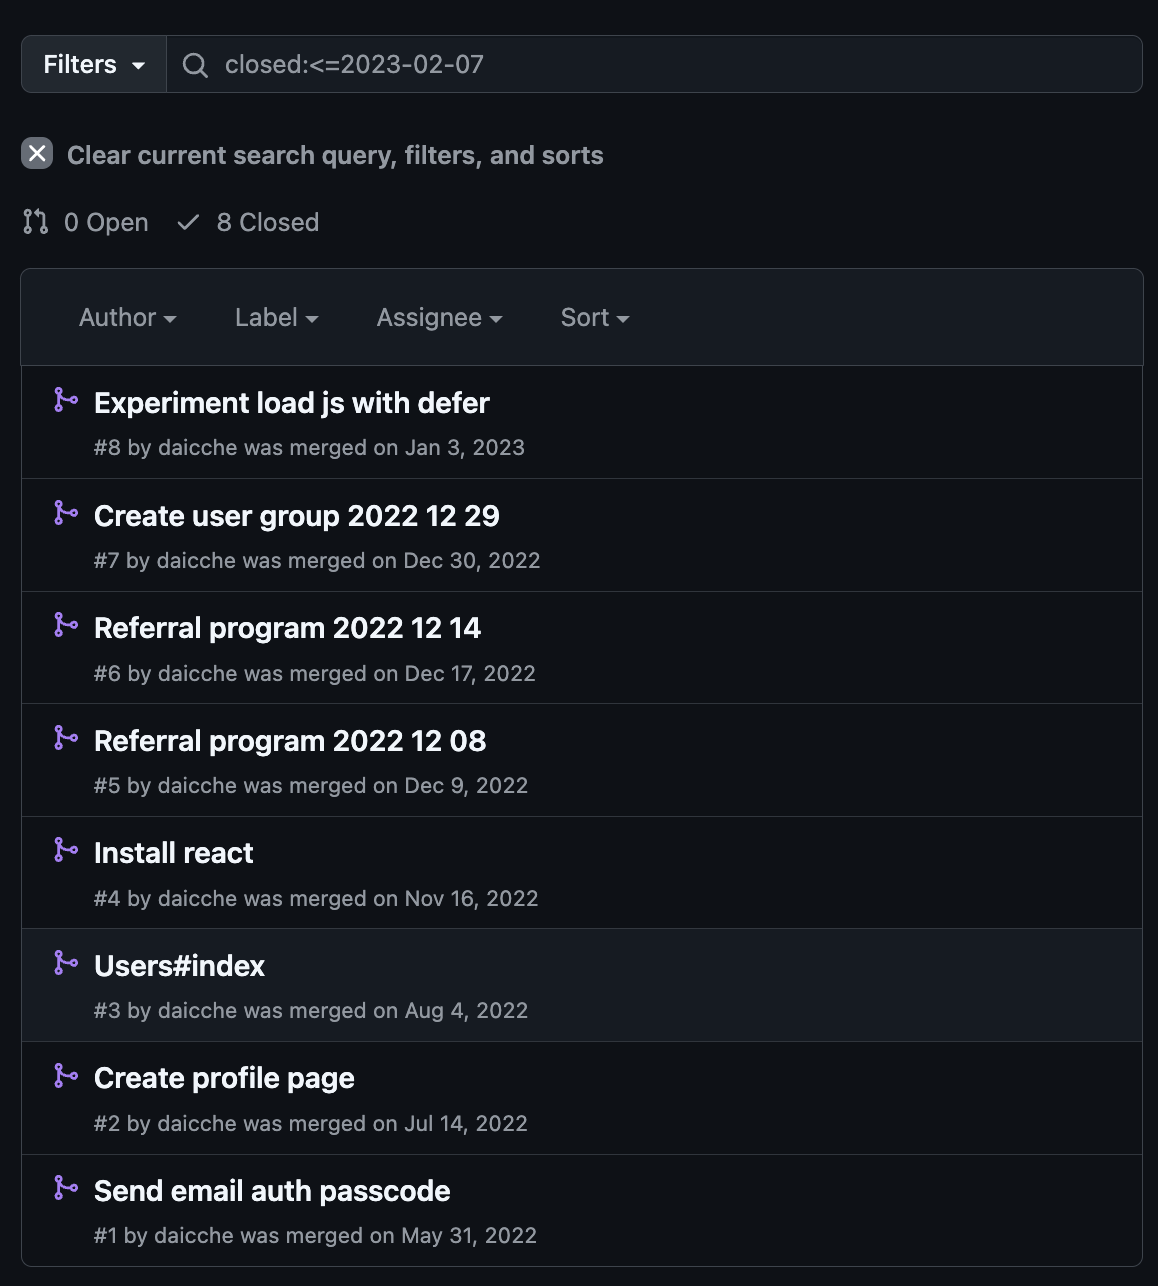 Filters closed:<=2023-02-07
Clear current search query, filters, and sorts
0 Open 8 Closed
Author Label Assignee Sort
Experiment load js with defer
#8 by daicche was merged on Jan 3, 2023
Create user group 2022 12 29
#7 by daicche was merged on Dec 30, 2022
Referral program 2022 12 14
#6 by daicche was merged on Dec 17, 2022
Referral program 2022 12 08
#5 by daicche was merged on Dec 9, 2022
Install react
#4 by daicche was merged on Nov 16, 2022
Users#index
#3 by daicche was merged on Aug 4, 2022
Create profile page
#2 by daicche was merged on Jul 14, 2022
Send email auth passcode
#1 by daicche was merged on May 31, 2022